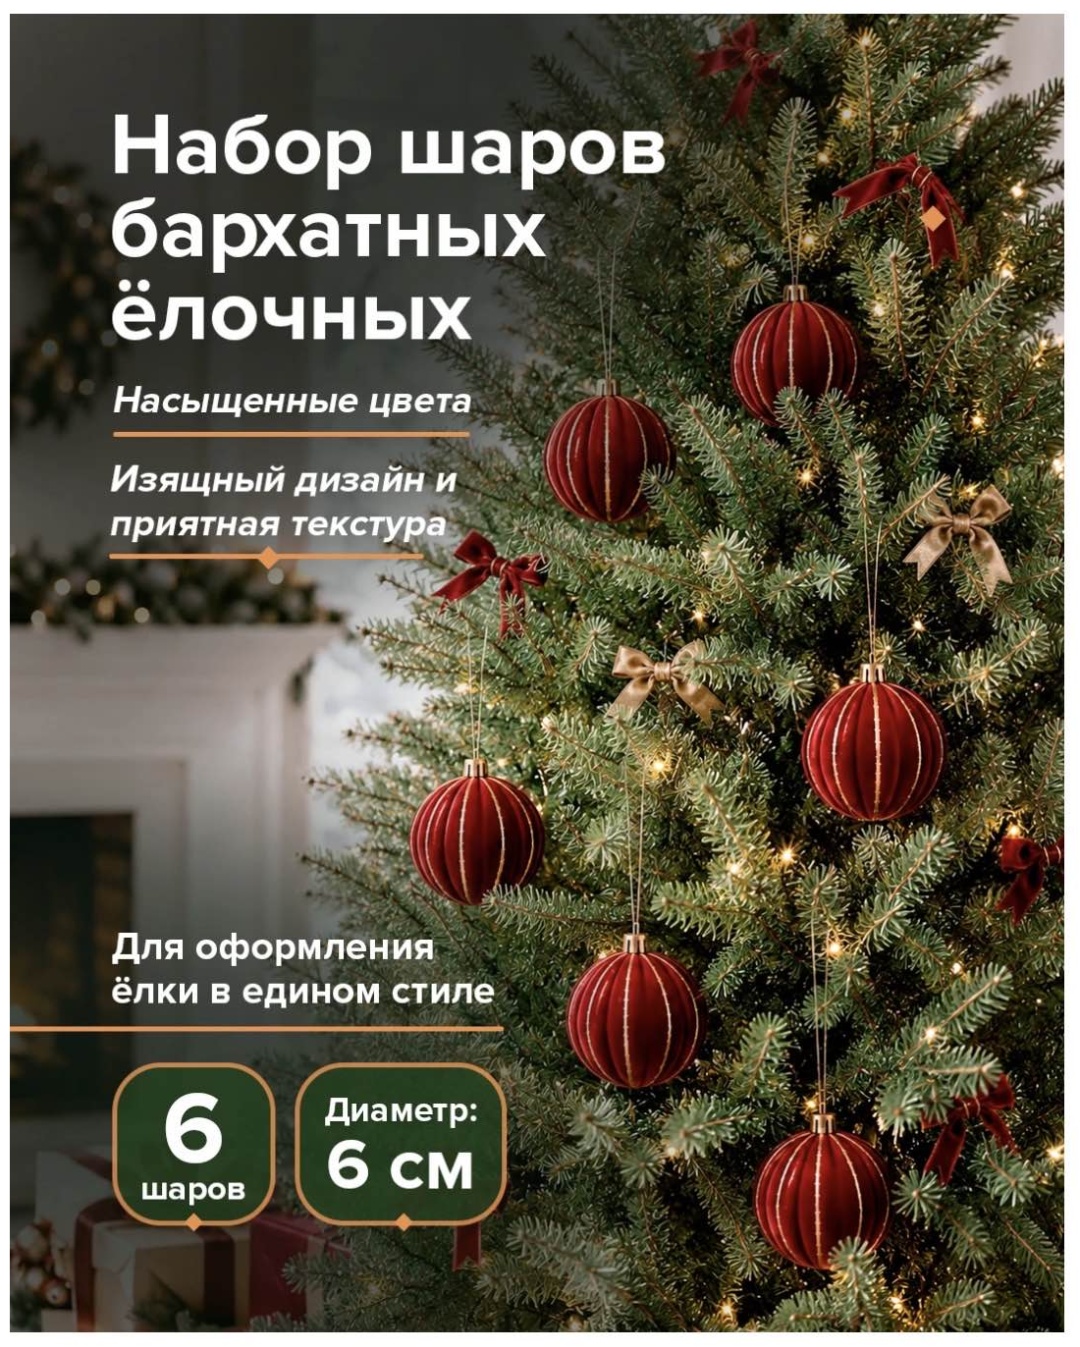 Набор шаров
бархатных
ёлочных
Насыщенные цвета
Изящный дизайн и
приятная текстура
Для оформления
ёлки в едином стиле
6
шаров
Диаметр:
6 см